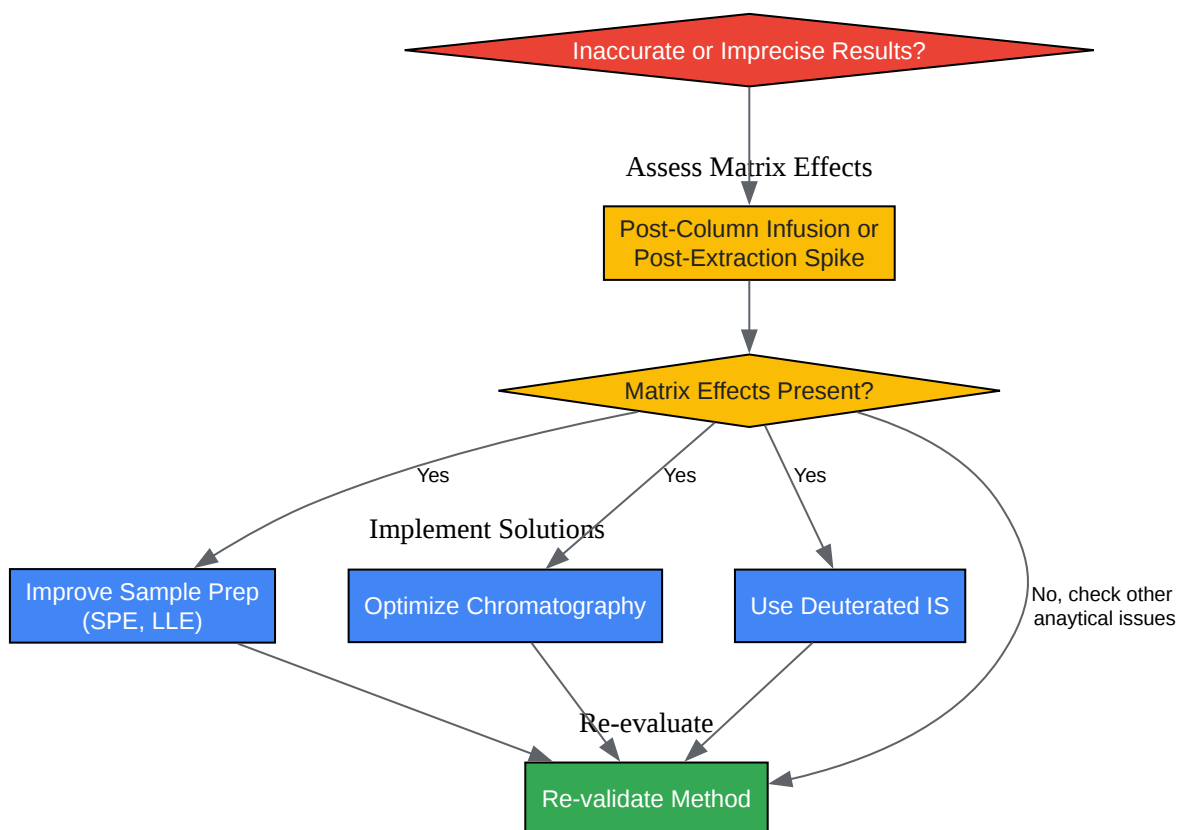 Inaccurate or Imprecise Results?
Assess Matrix Effects
Post-Column Infusion or
Post-Extraction Spike
Matrix Effects Present?
Yes
Yes
Yes
Implement Solutions
Improve Sample Prep
(SPE, LLE)
Optimize Chromatography
Use Deuterated IS
No, check other
anaytical issues
Re-evaluate
Re-validate Method